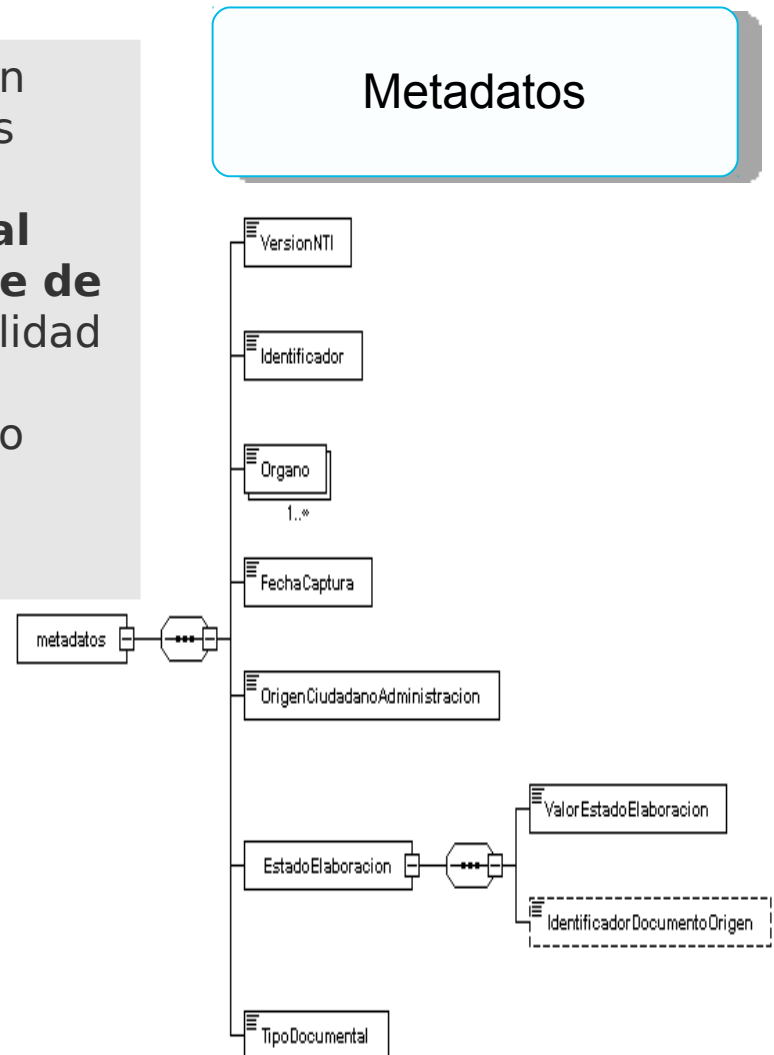 Metadatos
al
e de
lidad
VersionNTI
Identificador
Organo
1..∞
FechaCaptura
metadatos
OrigenCiudadanoAdministracion
EstadoElaboracion
ValorEstadoElaboracion
IdentificadorDocumentoOrigen
TipoDocumental